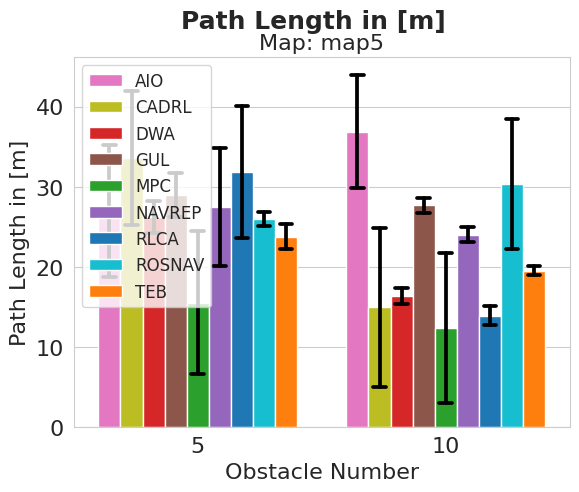 Path Length in [m]
Map: map5
Path Length in [m]
40
30
20
10
0
AIO
CADRL
DWA
GUL
MPC
NAVREP
RLCA
ROSNAV
TEB
5
10
Obstacle Number